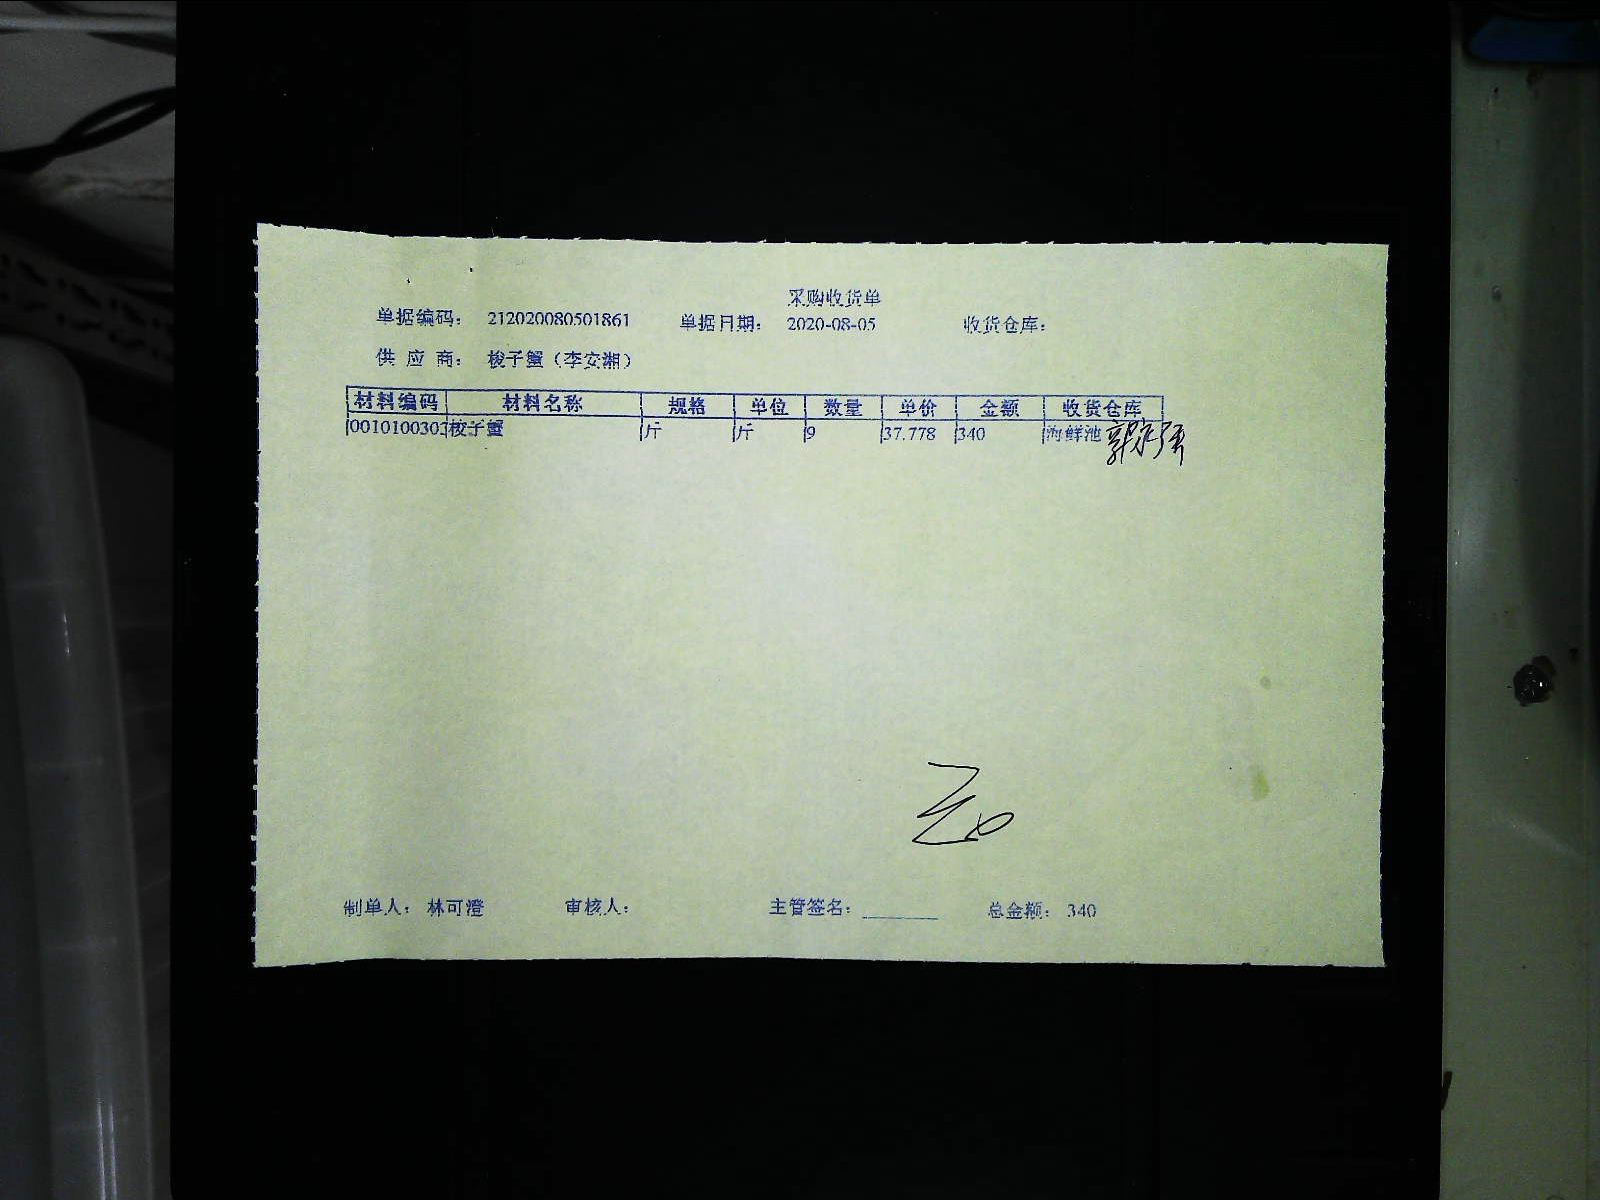 采购收货单
单据编码： 212020080501861 单据日期： 2020-08-05 收货仓库：
供 应 商： 梭子蟹（李安湘）
材料编码 材料名称 规格 单位 数量 单价 金额 收货仓库
001010030 梭子蟹 斤 斤 9 37.778 340 海鲜池
制单人： 林可澄 审核人： 主管签名： 总金额： 340